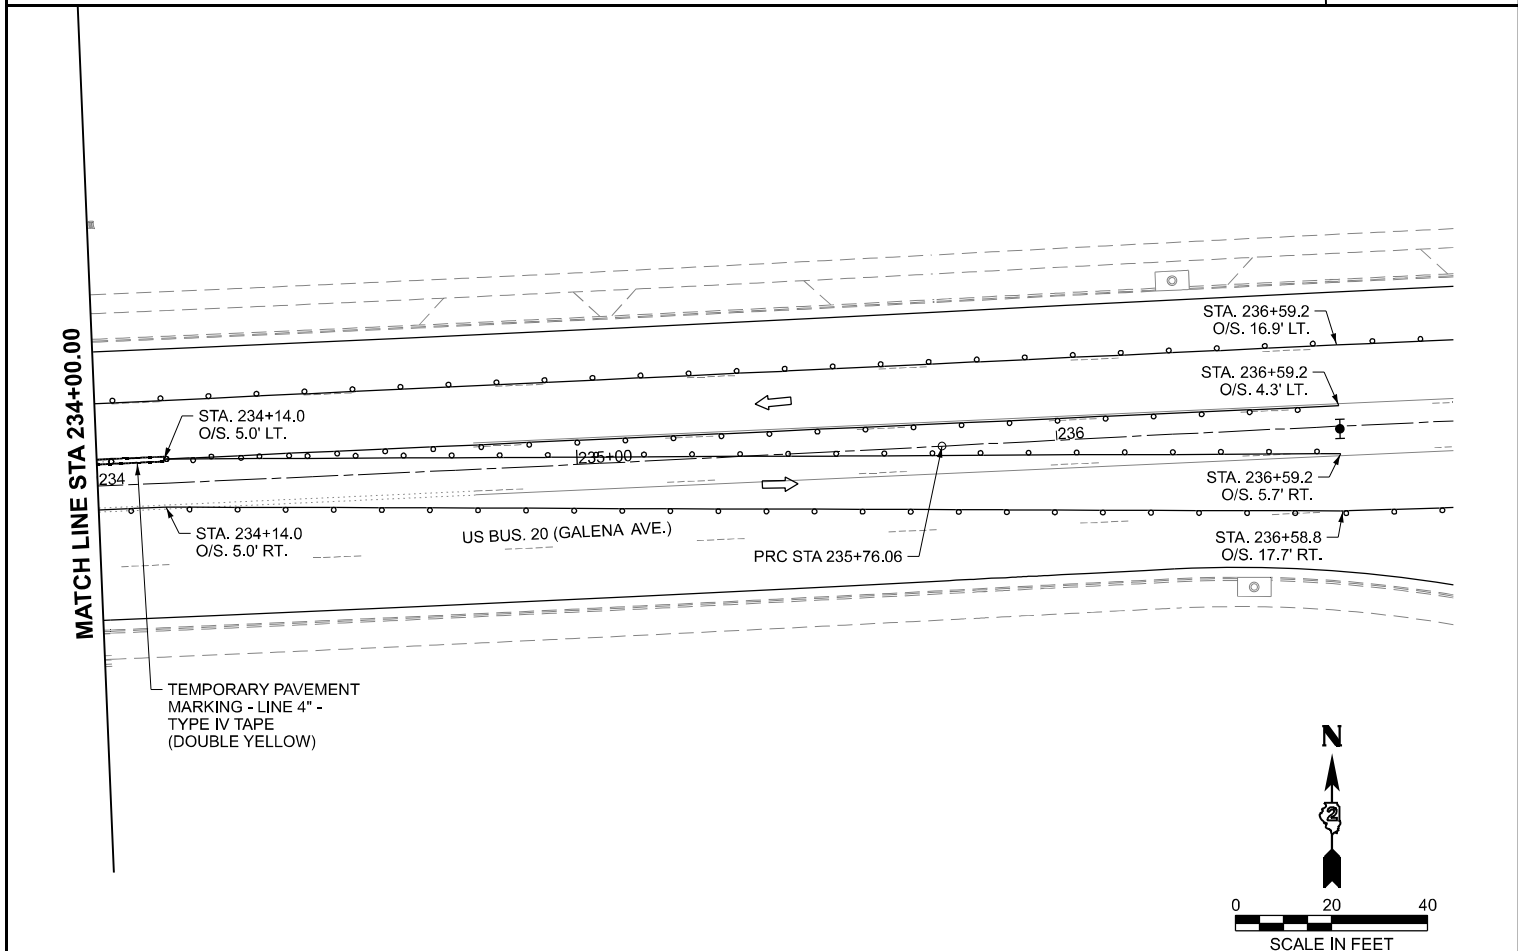 STA. 236+59.2
O/S. 16.9' LT.
STA. 236+59.2
O/S. 4.3' LT.
MATCH LINE STA 234+00.00
STA. 234+14.0
O/S. 5.0' LT.
236
235+00
234
STA. 236+59.2
O/S. 5.7' RT.
STA. 234+14.0
O/S. 5.0' RT.
US BUS. 20 (GALENA AVE.)
PRC STA 235+76.06
STA. 236+58.8
O/S. 17.7' RT.
TEMPORARY PAVEMENT
MARKING - LINE 4" -
TYPE IV TAPE
(DOUBLE YELLOW)
N
2
0 20 40
SCALE IN FEET